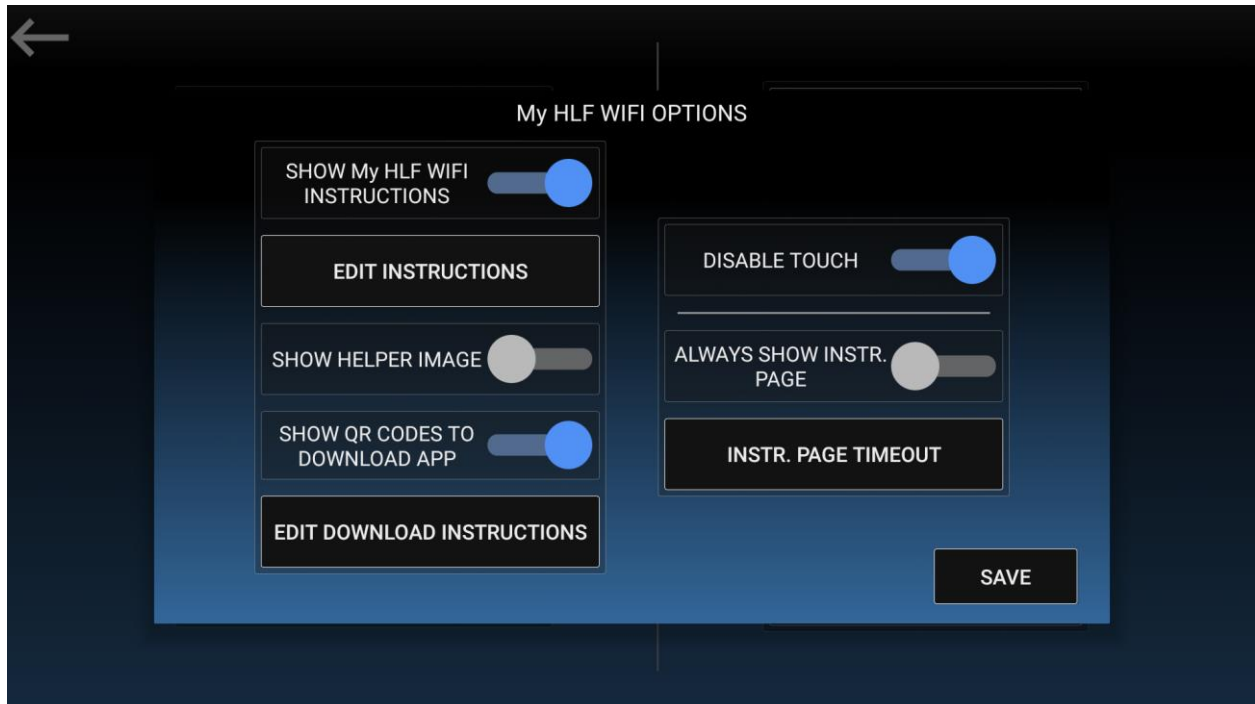 My HLF WIFI OPTIONS
SHOW My HLF WIFI
INSTRUCTIONS
EDIT INSTRUCTIONS
SHOW HELPER IMAGE
SHOW QR CODES TO
DOWNLOAD APP
EDIT DOWNLOAD INSTRUCTIONS
DISABLE TOUCH
ALWAYS SHOW INSTR.
PAGE
INSTR. PAGE TIMEOUT
SAVE